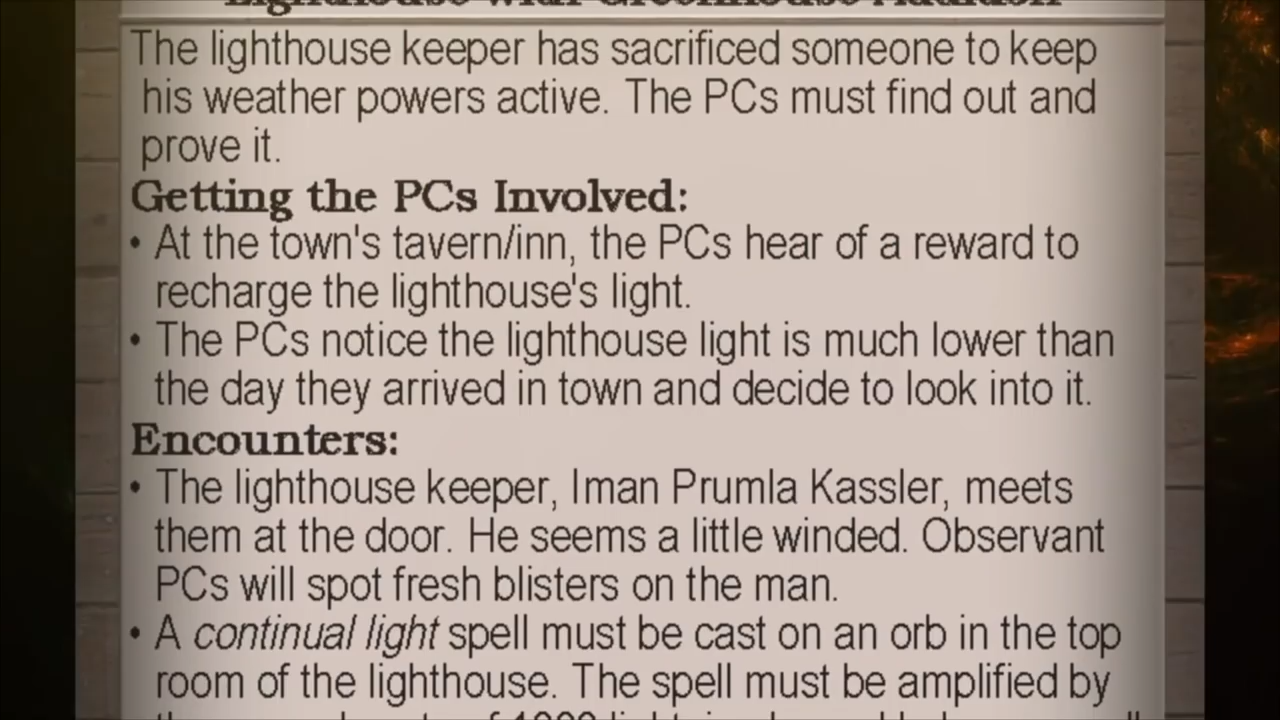 Lighthouse with Greenhouse Addition
The lighthouse keeper has sacrificed someone to keep
his weather powers active. The PCs must find out and
prove it.
Getting the PCs Involved:
• At the town's tavern/inn, the PCs hear of a reward to
recharge the lighthouse's light.
• The PCs notice the lighthouse light is much lower than
the day they arrived in town and decide to look into it.
Encounters:
• The lighthouse keeper, Iman Prumla Kassler, meets
them at the door. He seems a little winded. Observant
PCs will spot fresh blisters on the man.
• A continual light spell must be cast on an orb in the top
room of the lighthouse. The spell must be amplified by